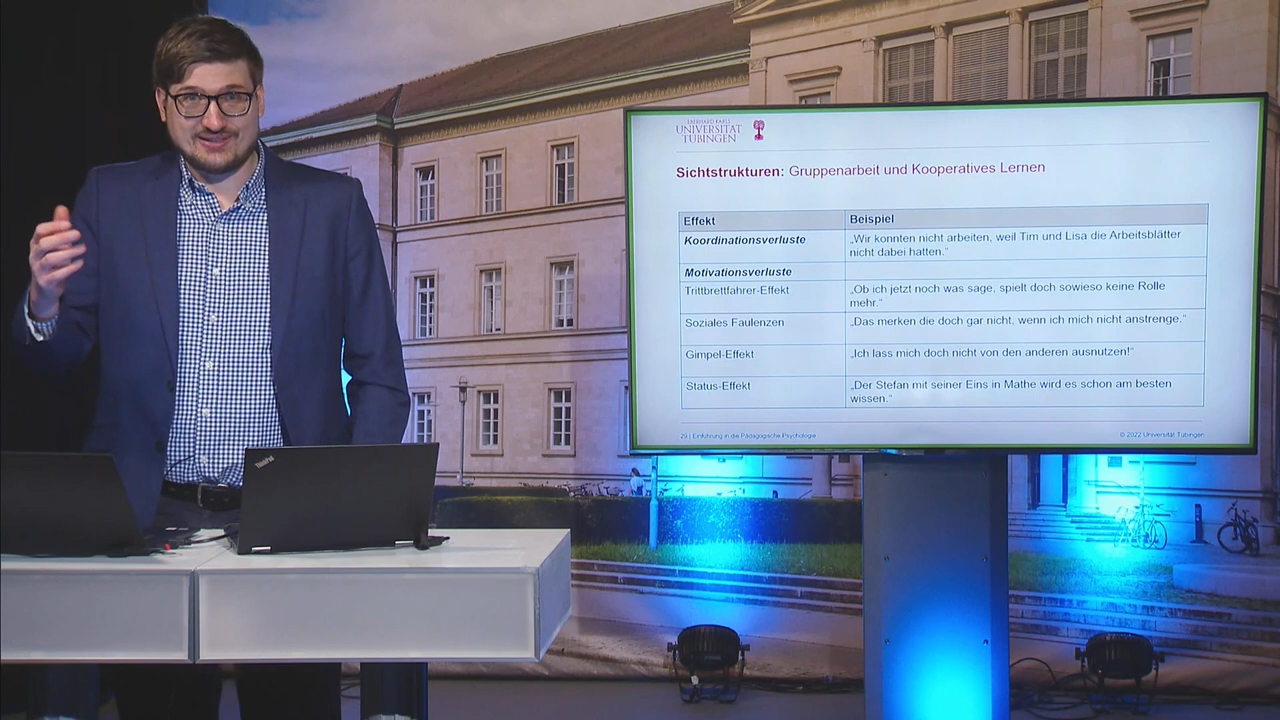 EBERHARD KARLS
UNIVERSITÄT
TÜBINGEN
Sichtstrukturen: Gruppenarbeit und Kooperatives Lernen
Effekt Beispiel
Koordinationsverluste „Wir konnten nicht arbeiten, weil Tim und Lisa die Arbeitsblätter
nicht dabei hatten.“
Motivationsverluste
Trittbrettfahrer-Effekt „Ob ich jetzt noch was sage, spielt doch sowieso keine Rolle
mehr.“
Soziales Faulenzen „Das merken die doch gar nicht, wenn ich mich nicht anstrenge.“
Gimpel-Effekt „Ich lass mich doch nicht von den anderen ausnutzen!“
Status-Effekt „Der Stefan mit seiner Eins in Mathe wird es schon am besten
wissen.“
29 | Einführung in die Pädagogische Psychologie © 2022 Universität Tübingen
ThinkPad